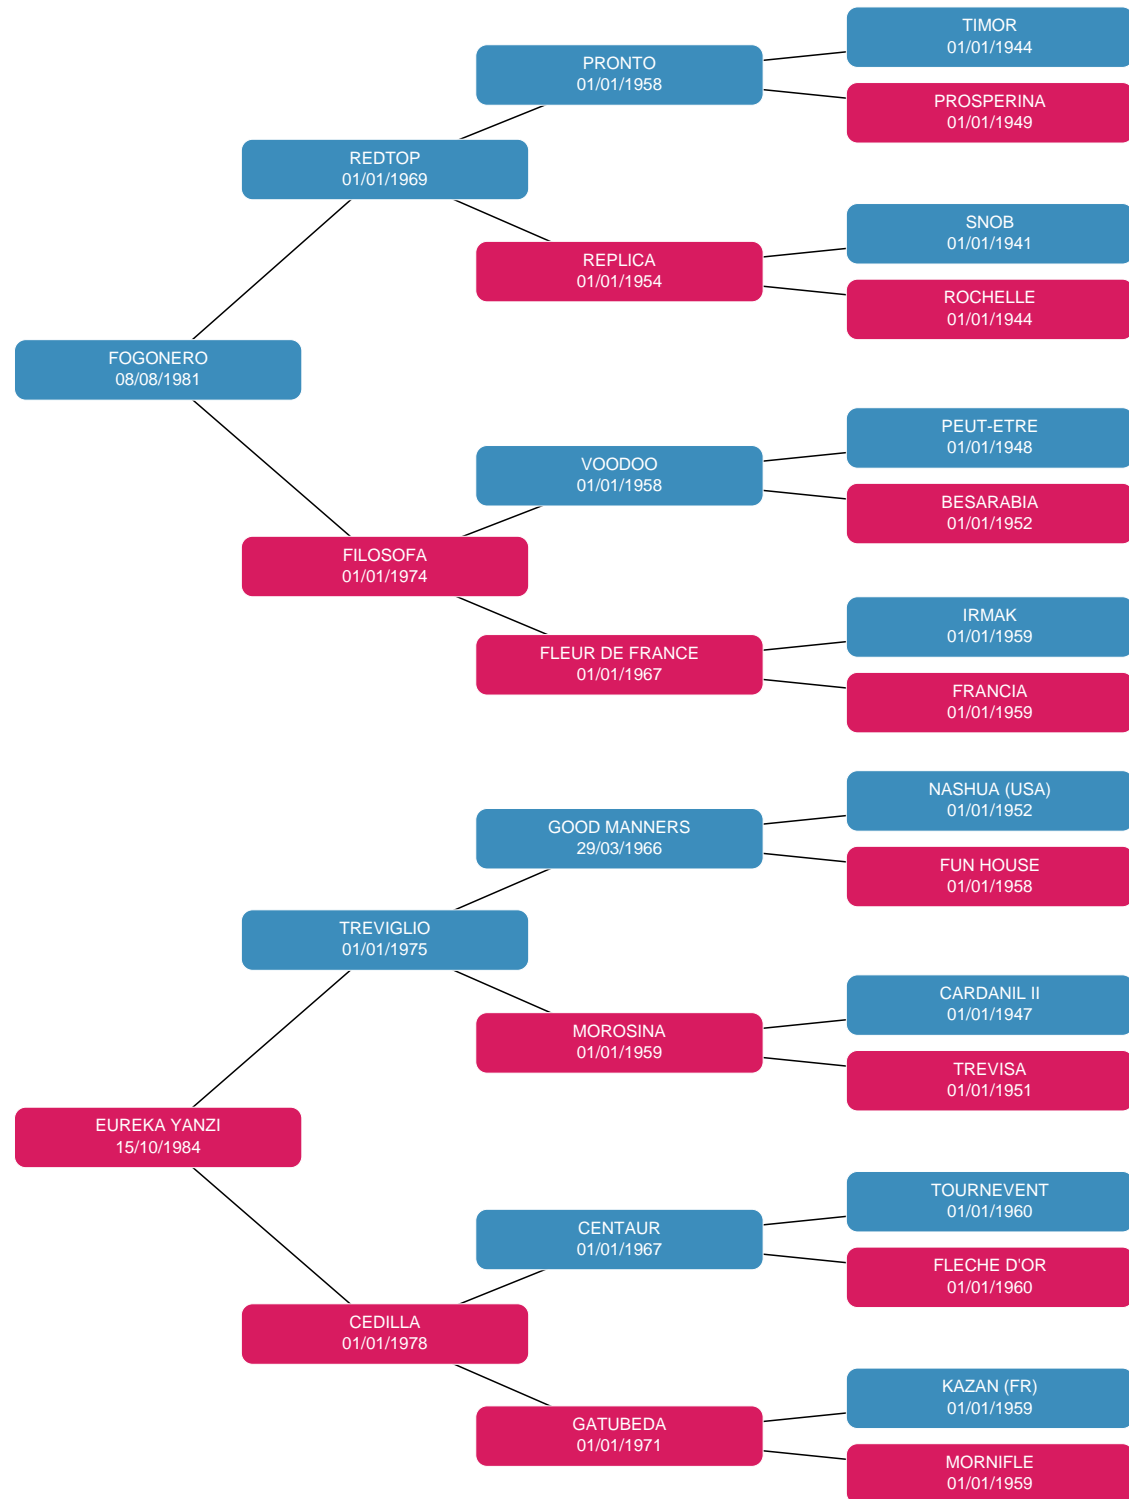 TIMOR
01/01/1944
PRONTO
01/01/1958
PROSPERINA
01/01/1949
REDTOP
01/01/1969
SNOB
01/01/1941
REPLICA
01/01/1954
ROCHELLE
01/01/1944
FOGONERO
08/08/1981
PEUT-ETRE
01/01/1948
VOODOO
01/01/1958
BESARABIA
01/01/1952
FILOSOFA
01/01/1974
IRMAK
01/01/1959
FLEUR DE FRANCE
01/01/1967
FRANCIA
01/01/1959
NASHUA (USA)
01/01/1952
GOOD MANNERS
29/03/1966
FUN HOUSE
01/01/1958
TREVIGLIO
01/01/1975
CARDANIL II
01/01/1947
MOROSINA
01/01/1959
TREVISA
01/01/1951
EUREKA YANZI
15/10/1984
TOURNEVENT
01/01/1960
CENTAUR
01/01/1967
FLECHE D'OR
01/01/1960
CEDILLA
01/01/1978
KAZAN (FR)
01/01/1959
GATUBEDA
01/01/1971
MORNIFLE
01/01/1959